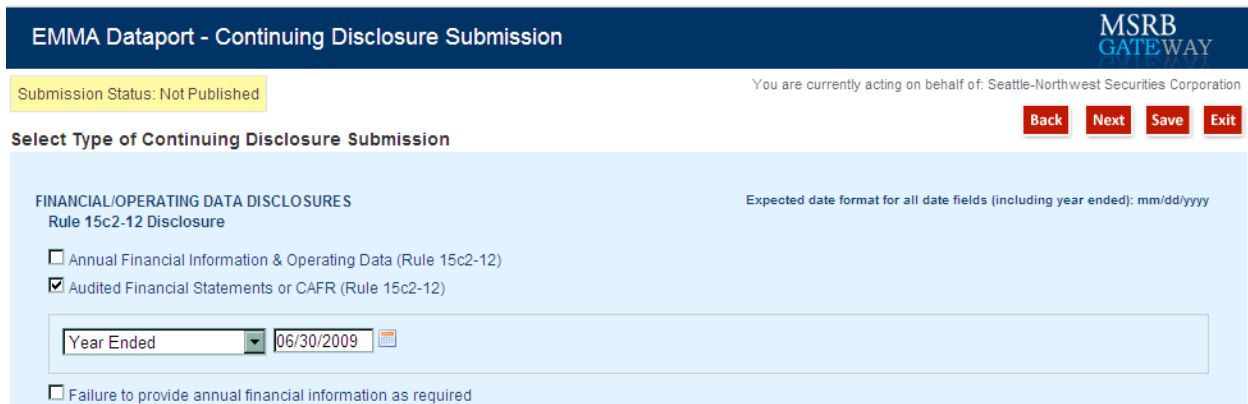 EMMA Dataport - Continuing Disclosure Submission
MSRB
GATEWAY
Submission Status: Not Published
You are currently acting on behalf of: Seattle-Northwest Securities Corporation
Back Next Save Exit
Select Type of Continuing Disclosure Submission
FINANCIAL/OPERATING DATA DISCLOSURES
Expected date format for all date fields (including year ended): mm/dd/yyyy
Rule 15c2-12 Disclosure
Annual Financial Information & Operating Data (Rule 15c2-12)
Audited Financial Statements or CAFR (Rule 15c2-12)
Year Ended 06/30/2009
Failure to provide annual financial information as required